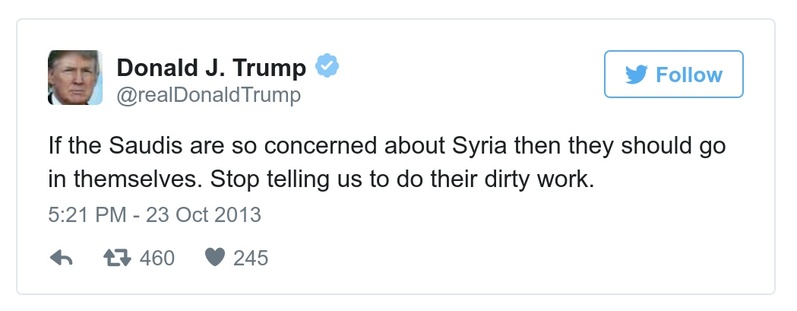 Donald J. Trump
@realDonaldTrump
Follow
If the Saudis are so concerned about Syria then they should go
in themselves. Stop telling us to do their dirty work.
5:21 PM - 23 Oct 2013
460 245